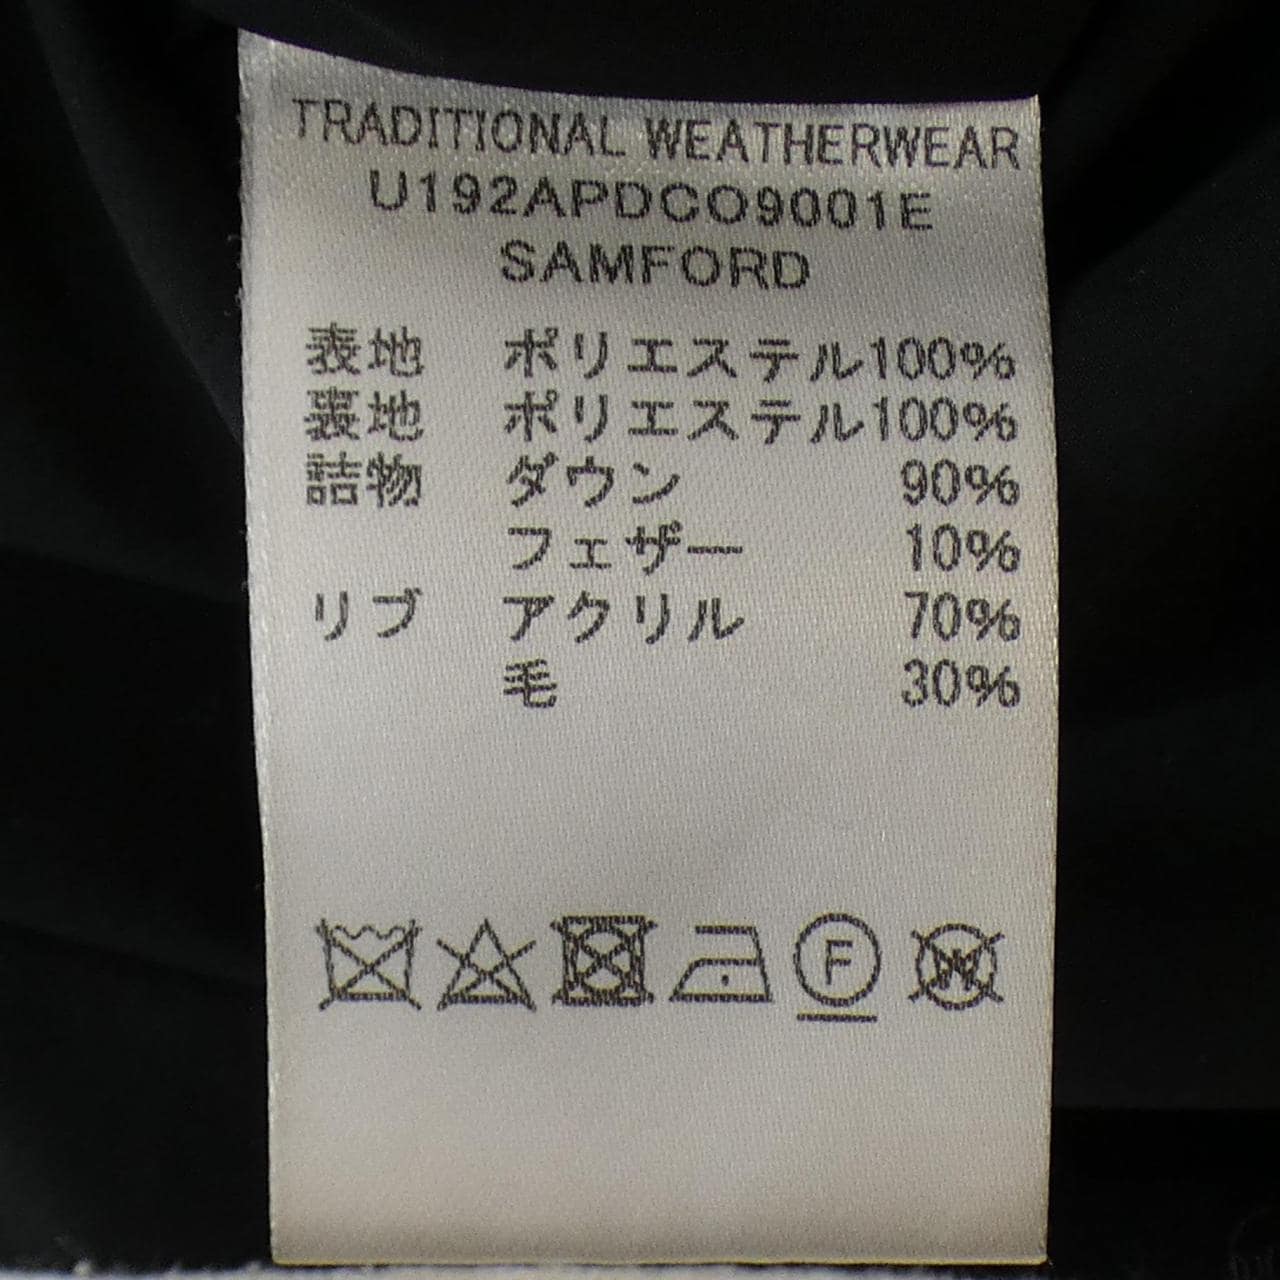 TRADITIONAL WEATHERWEAR
U192APDCO9001E
SAMFORD
表地 ポリエステル100%
裏地 ポリエステル100%
詰物 ダウン 90%
フェザー 10%
リブ アクリル 70%
毛 30%
F
W